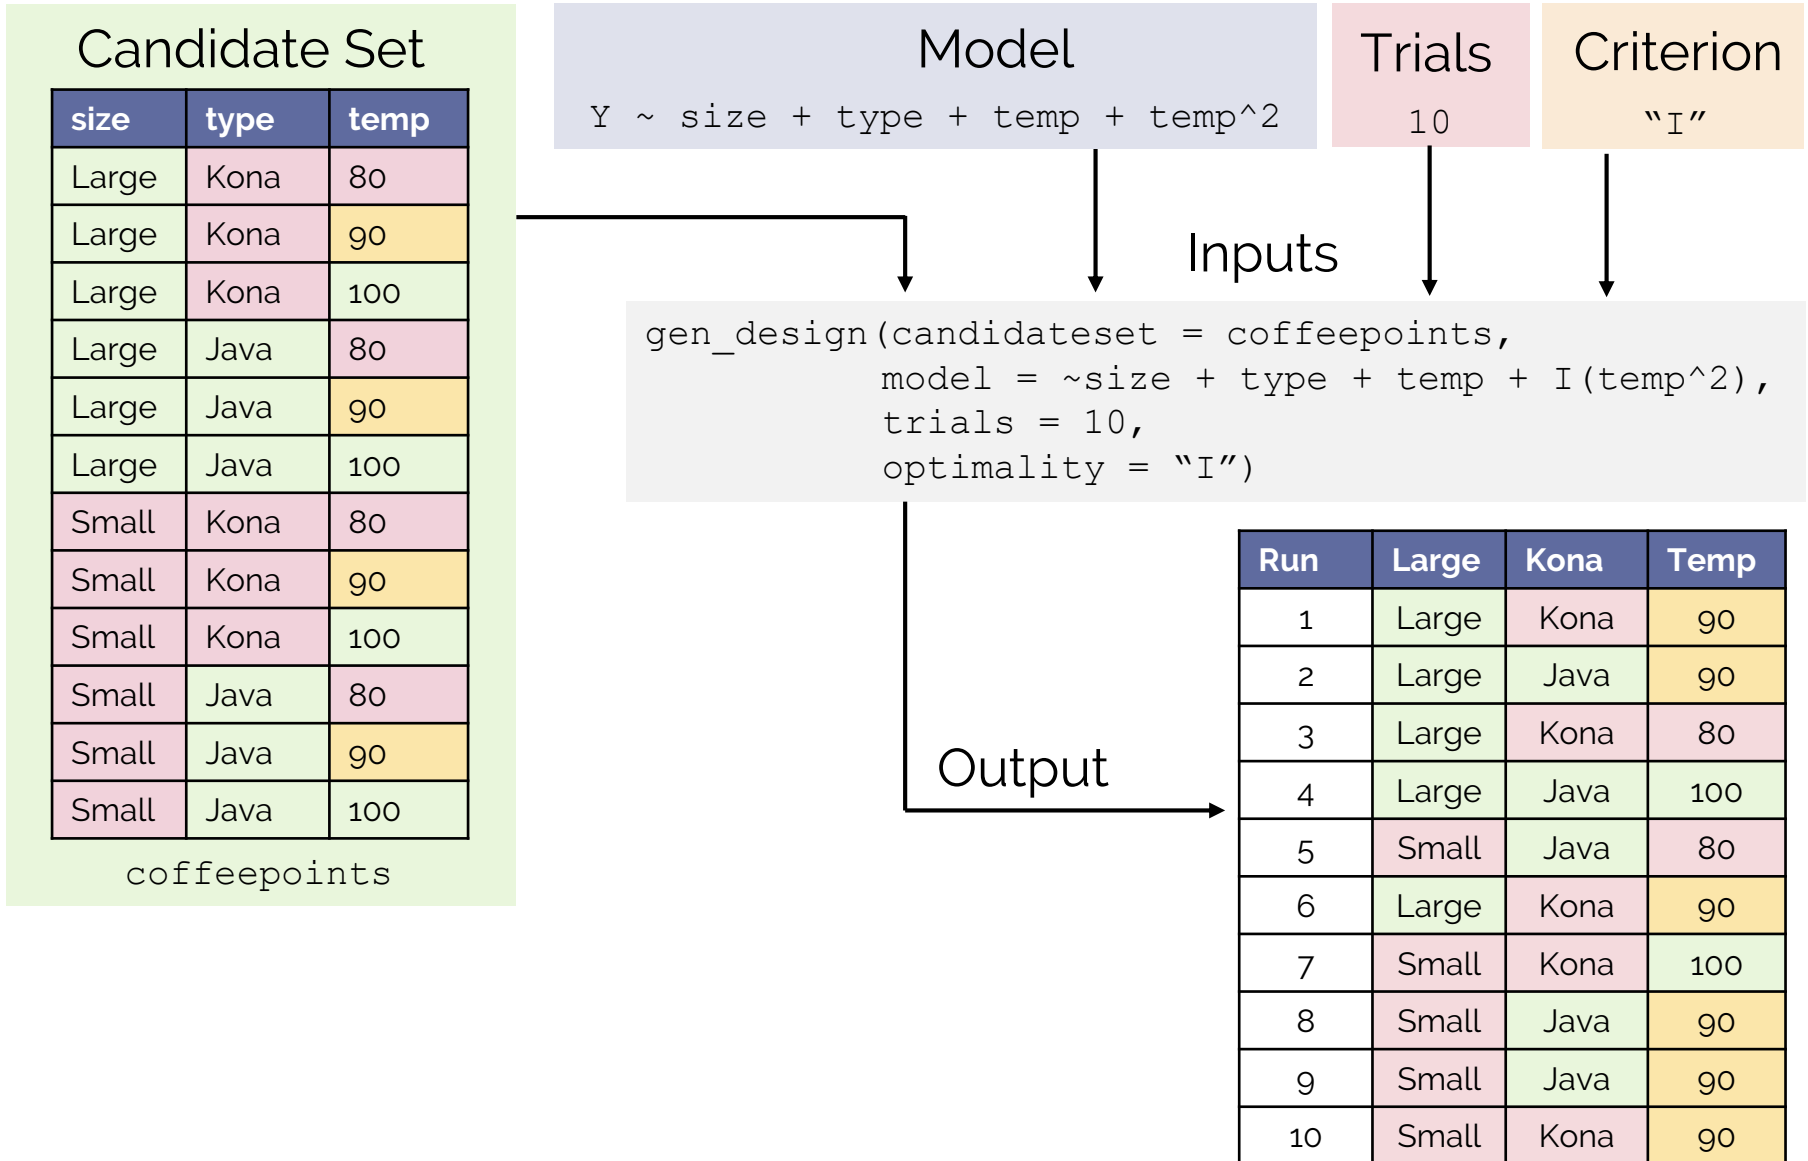 Candidate Set
size type temp
Large Kona 80
Large Kona 90
Large Kona 100
Large Java 80
Large Java 90
Large Java 100
Small Kona 80
Small Kona 90
Small Kona 100
Small Java 80
Small Java 90
Small Java 100
coffeepoints
Model
Y ~ size + type + temp + temp^2
Trials
10
Criterion
“I”
Inputs
gen_design(candidateset = coffeepoints,
model = ~size + type + temp + I(temp^2),
trials = 10,
optimality = “I”)
Output
Run Large Kona Temp
1 Large Kona 90
2 Large Java 90
3 Large Kona 80
4 Large Java 100
5 Small Java 80
6 Large Kona 90
7 Small Kona 100
8 Small Java 90
9 Small Java 90
10 Small Kona 90